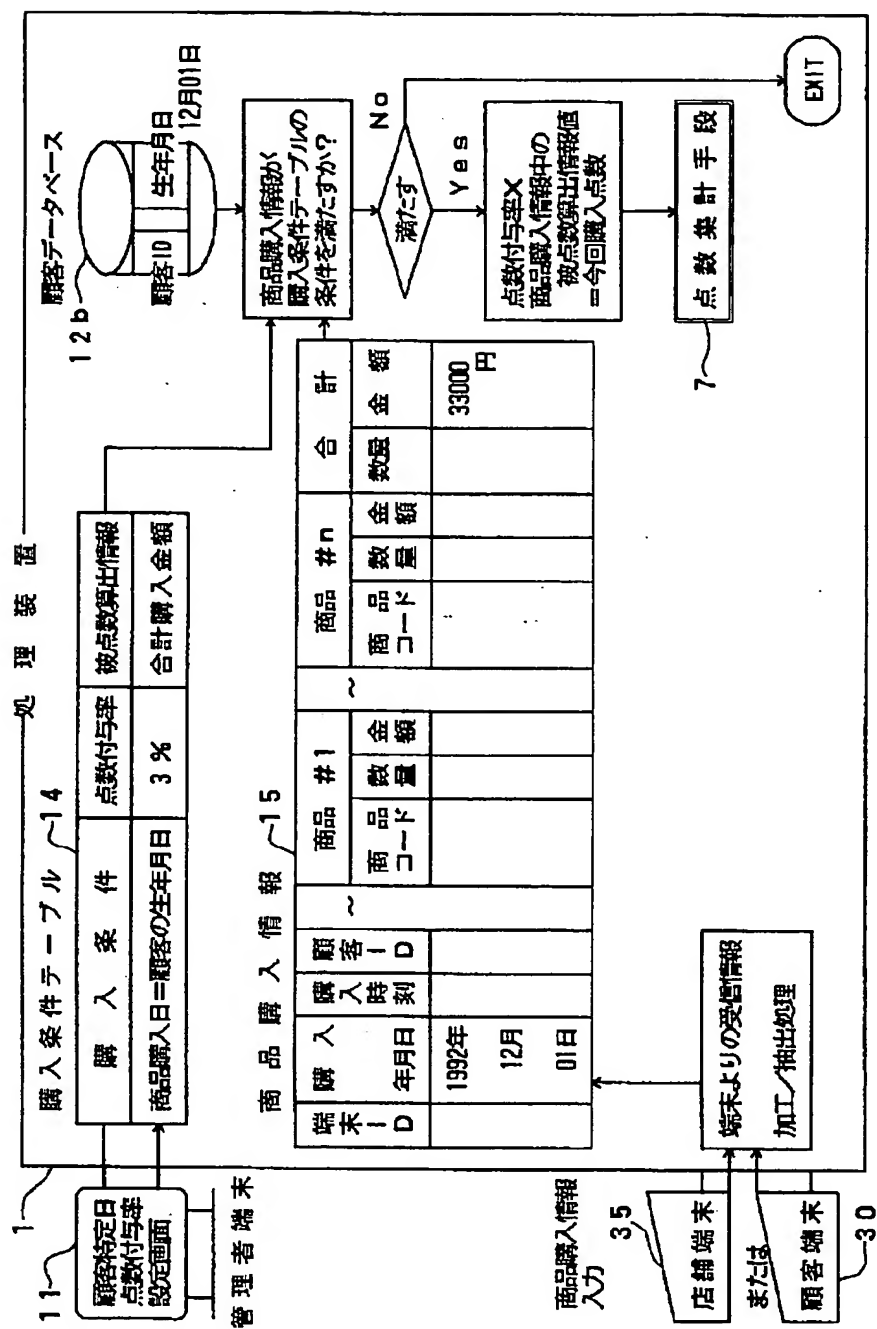 処理装置
1
11
顧客特定日
点数付与率
設定画面
管理者端末
購入条件テーブル 14
購入条件
点数付与率
被点数算出情報
商品購入日=顧客の生年月日
3%
合計購入金額
顧客データベース
12b
顧客ID
生年月日
12月01日
商品購入情報が
購入条件テーブルの
条件を満たすか?
満たす
No
Yes
点数付与率×
商品購入情報中の
被点数算出情報値
=今回購入点数
点数集計手段
7
EXIT
商品購入情報 15
端末ID
購入
年月日
購入時刻
顧客ID
~
商品 #1
商品コード
数量
金額
~
商品 #n
商品コード
数量
金額
合計
数量
金額
1992年
12月
01日
33000
円
端末よりの受信情報
加工/抽出処理
商品購入情報
入力
35
店舗端末
または
顧客端末
30